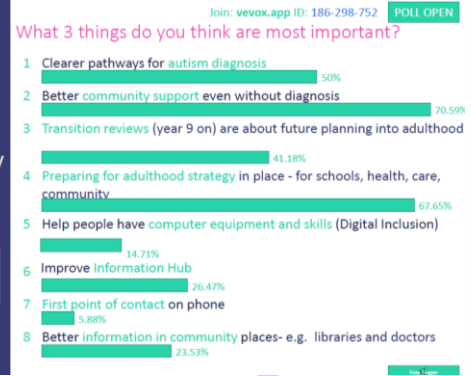 Join: vevox.app ID: 186-298-752 POLL OPEN
What 3 things do you think are most important?
1 Clearer pathways for autism diagnosis
50%
2 Better community support even without diagnosis
70.59%
3 Transition reviews (year 9 on) are about future planning into adulthood
41.18%
4 Preparing for adulthood strategy in place - for schools, health, care,
community
67.65%
5 Help people have computer equipment and skills (Digital Inclusion)
14.71%
6 Improve Information Hub
26.47%
7 First point of contact on phone
5.88%
8 Better information in community places- e.g. libraries and doctors
23.53%